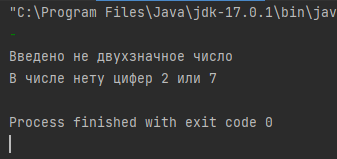 "C:\Program Files\Java\jdk-17.0.1\bin\jav
-
Введено не двухзначное число
В числе нету цифер 2 или 7
Process finished with exit code 0